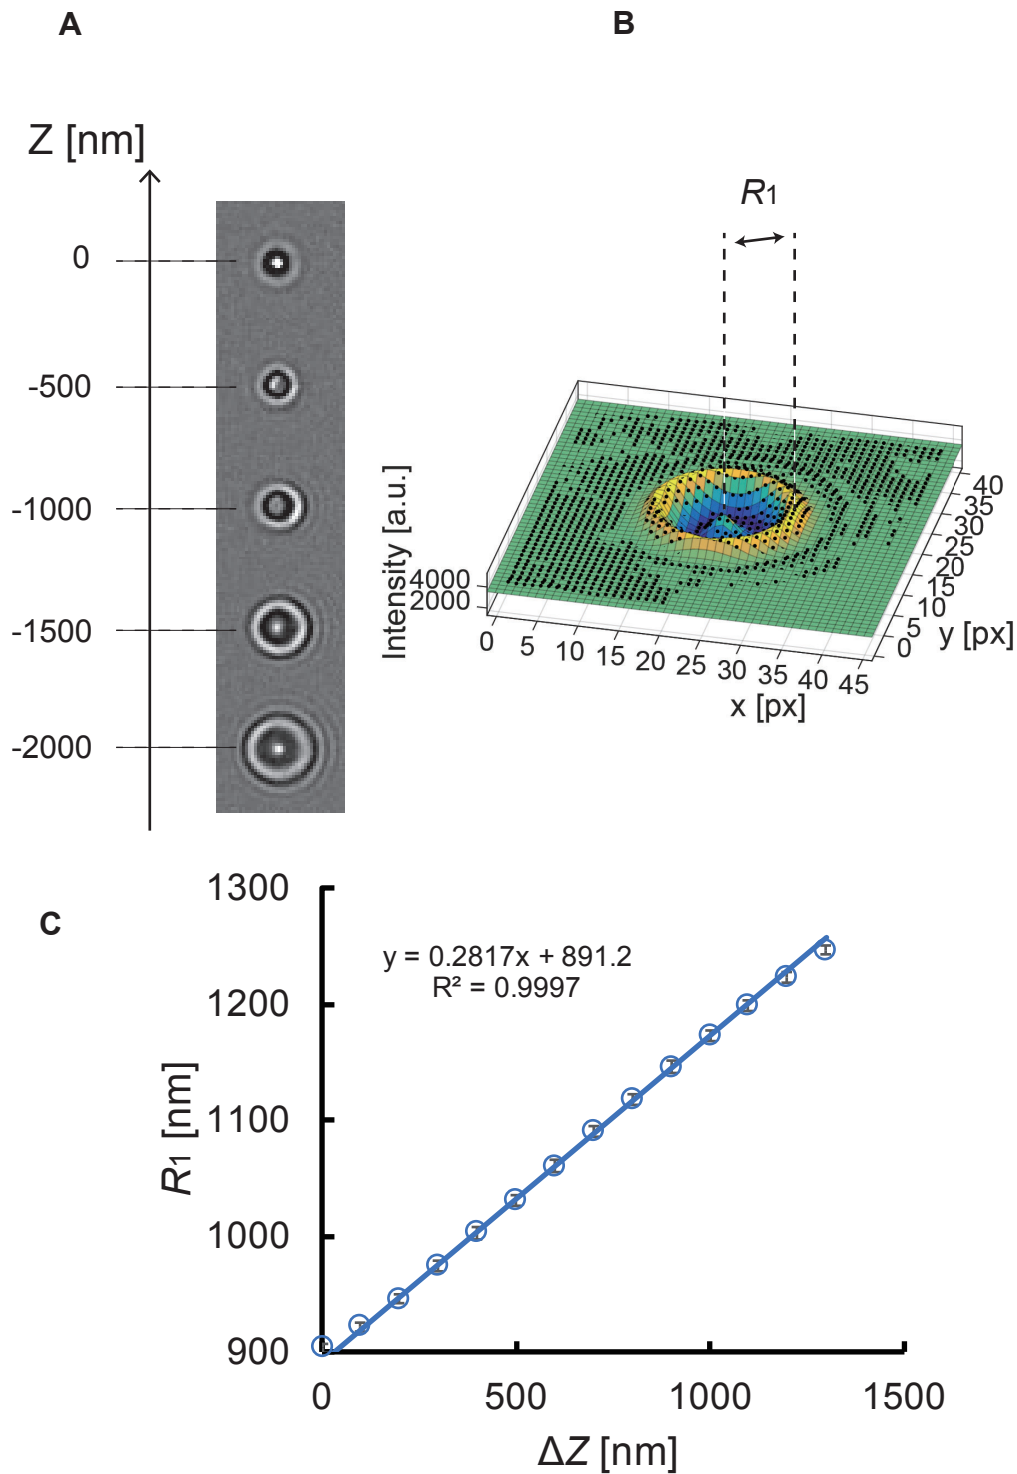 A
B
Z [nm]
0
-500
-1000
-1500
-2000
R1
Intensity [a.u.]
4000
2000
0 5 10 15 20 25 30 35 40 45
x [px]
0 5 10 15 20 25 30 35 40
y [px]
C
R1 [nm]
1300
1200
1100
1000
900
y = 0.2817x + 891.2
R² = 0.9997
0 500 1000 1500
ΔZ [nm]